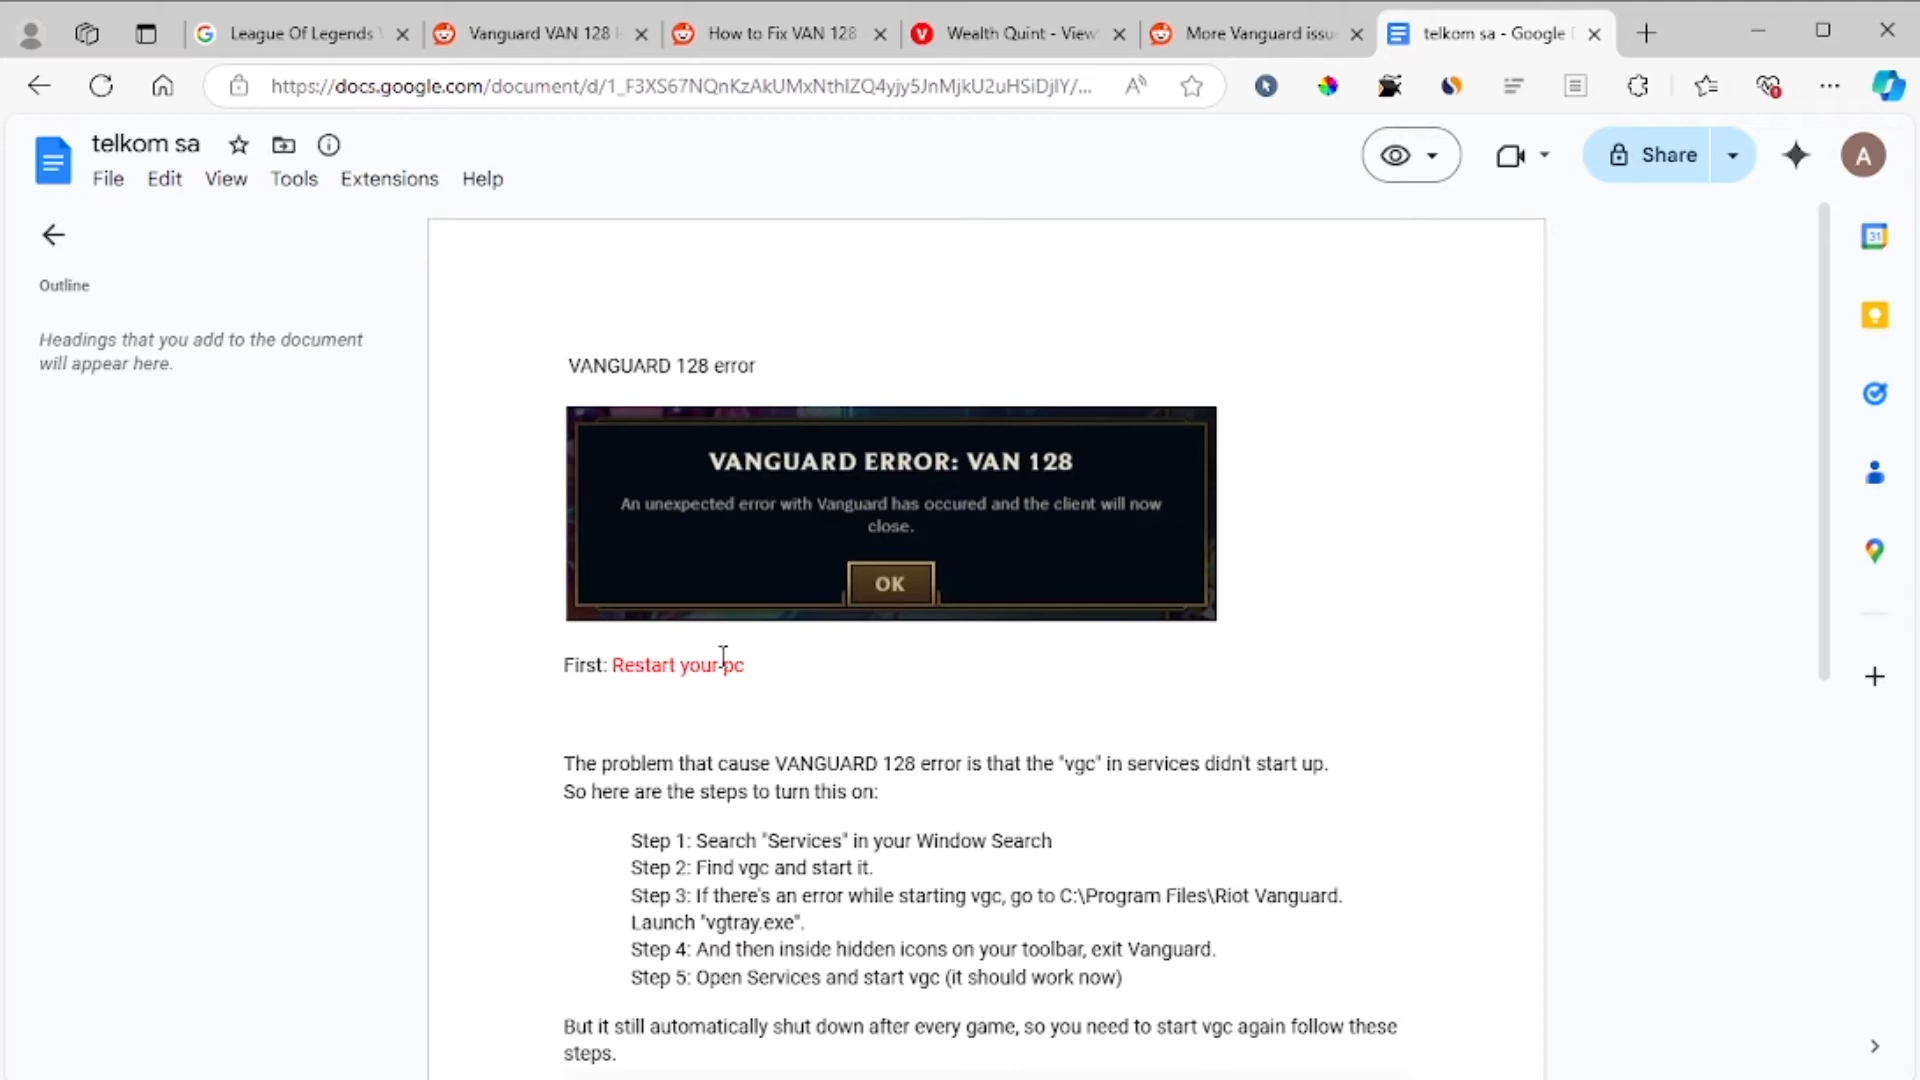 League Of Legends
Vanguard VAN 128
How to Fix VAN 128
Wealth Quint - View
More Vanguard issu
telkom sa - Google
https://docs.google.com/document/d/1_F3XS67NQnKzAkUMxNthIZQ4yjy5JnMjkU2uHSiDjlY/...
telkom sa
Share
A
File Edit View Tools Extensions Help
31
Outline
Headings that you add to the document
will appear here.
VANGUARD 128 error
VANGUARD ERROR: VAN 128
An unexpected error with Vanguard has occured and the client will now
close.
OK
First: Restart your pc
The problem that cause VANGUARD 128 error is that the "vgc" in services didn't start up.
So here are the steps to turn this on:
Step 1: Search "Services" in your Window Search
Step 2: Find vgc and start it.
Step 3: If there's an error while starting vgc, go to C:\Program Files\Riot Vanguard.
Launch "vgtray.exe".
Step 4: And then inside hidden icons on your toolbar, exit Vanguard.
Step 5: Open Services and start vgc (it should work now)
But it still automatically shut down after every game, so you need to start vgc again follow these
steps.